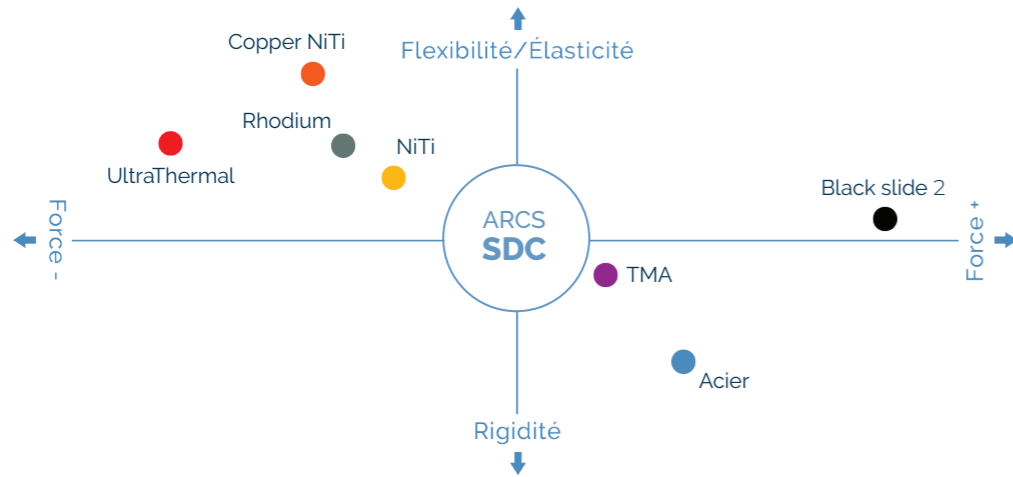 Copper NiTi
Flexibilité/Élasticité
Rhodium
NiTi
UltraThermal
Black slide 2
Force -
ARCS
SDC
Force +
TMA
Acier
Rigidité